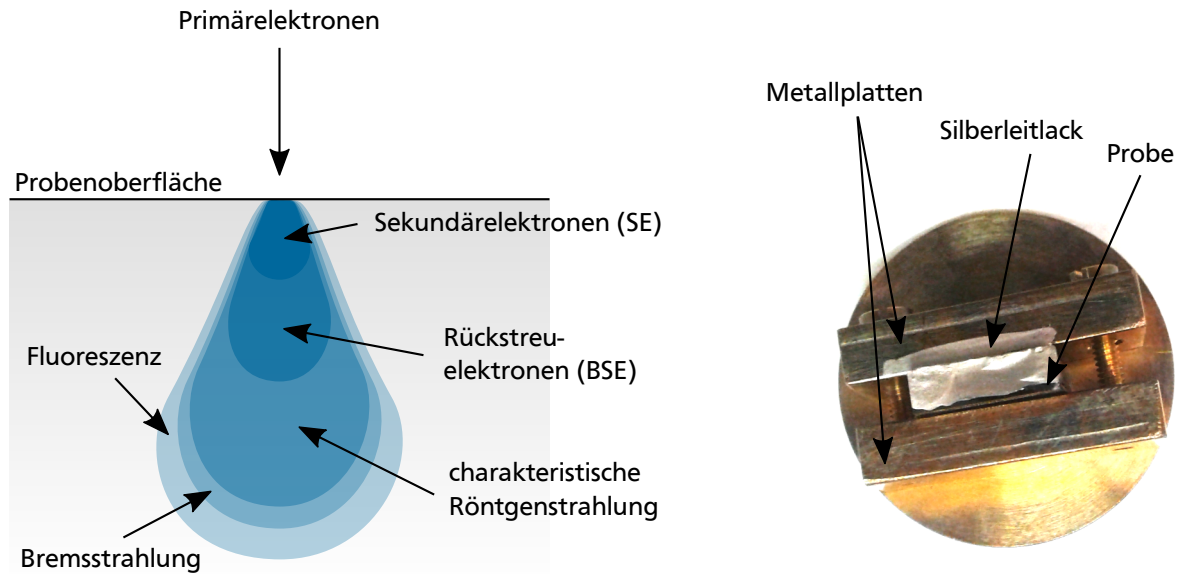 Primärelektronen
Probenoberfläche
Sekundärelektronen (SE)
Rückstreu-
elektronen (BSE)
Fluoreszenz
charakteristische
Röntgenstrahlung
Bremsstrahlung
Metallplatten
Silberleitlack
Probe